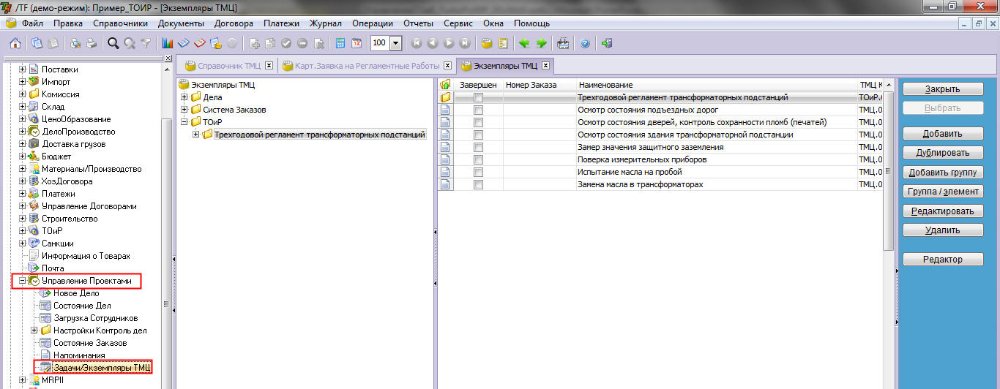 /TF (демо-режим): Пример_ТОИР - [Экземпляры ТМЦ]
Файл Правка Справочники Документы Договора Платежи Журнал Операции Отчеты Сервис Окна Помощь
100
Справочник ТМЦ Карт.Заявка на Регламентные Работы Экземпляры ТМЦ
Поставки
Импорт
Комиссия
Склад
ЦеноОбразование
ДелоПроизводство
Доставка грузов
Бюджет
Материалы/Производство
ХозДоговора
Платежи
Управление Договорами
Строительство
ТОиР
Санкции
Информация о Товарах
Почта
Управление Проектами
Новое Дело
Состояние Дел
Загрузка Сотрудников
Настройки Контроль дел
Состояние Заказов
Напоминания
Задачи/Экземпляры ТМЦ
MRPII
Экземпляры ТМЦ
Дела
Система Заказов
ТОиР
Трехгодовой регламент трансформаторных подстанций
Завершен Номер Заказа Наименование ТМЦ К
Трехгодовой регламент трансформаторных подстанций ТОиР.
Осмотр состояния подъездных дорог ТМЦ.0
Осмотр состояния дверей, контроль сохранности пломб (печатей) ТМЦ.0
Осмотр состояния здания трансформаторной подстанции ТМЦ.0
Замер значения защитного заземления ТМЦ.0
Поверка измерительных приборов ТМЦ.0
Испытание масла на пробой ТМЦ.0
Замена масла в трансформаторах ТМЦ.0
Закрыть
Выбрать
Добавить
Дублировать
Добавить группу
Группа / элемент
Редактировать
Удалить
Редактор